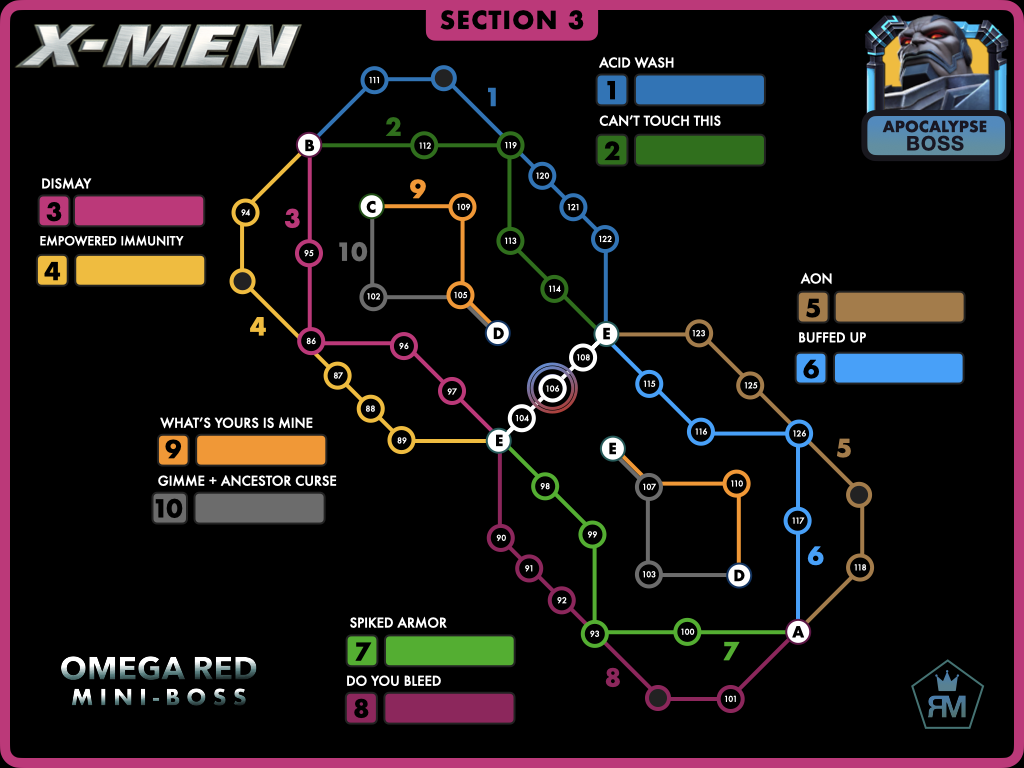 SECTION 3
X-MEN
APOCALYPSE
BOSS
ACID WASH
1
CAN'T TOUCH THIS
2
DISMAY
3
EMPOWERED IMMUNITY
4
AON
5
BUFFED UP
6
WHAT'S YOURS IS MINE
9
GIMME + ANCESTOR CURSE
10
SPIKED ARMOR
7
DO YOU BLEED
8
OMEGA RED
MINI-BOSS
111
1
2
B
112
119
120
94
3
C
9
109
121
122
95
10
113
4
102
105
114
D
E
123
86
96
108
87
97
106
115
125
88
104
89
E
116
126
5
E
98
107
110
90
99
117
6
91
103
D
118
92
93
100
7
A
8
101
RM